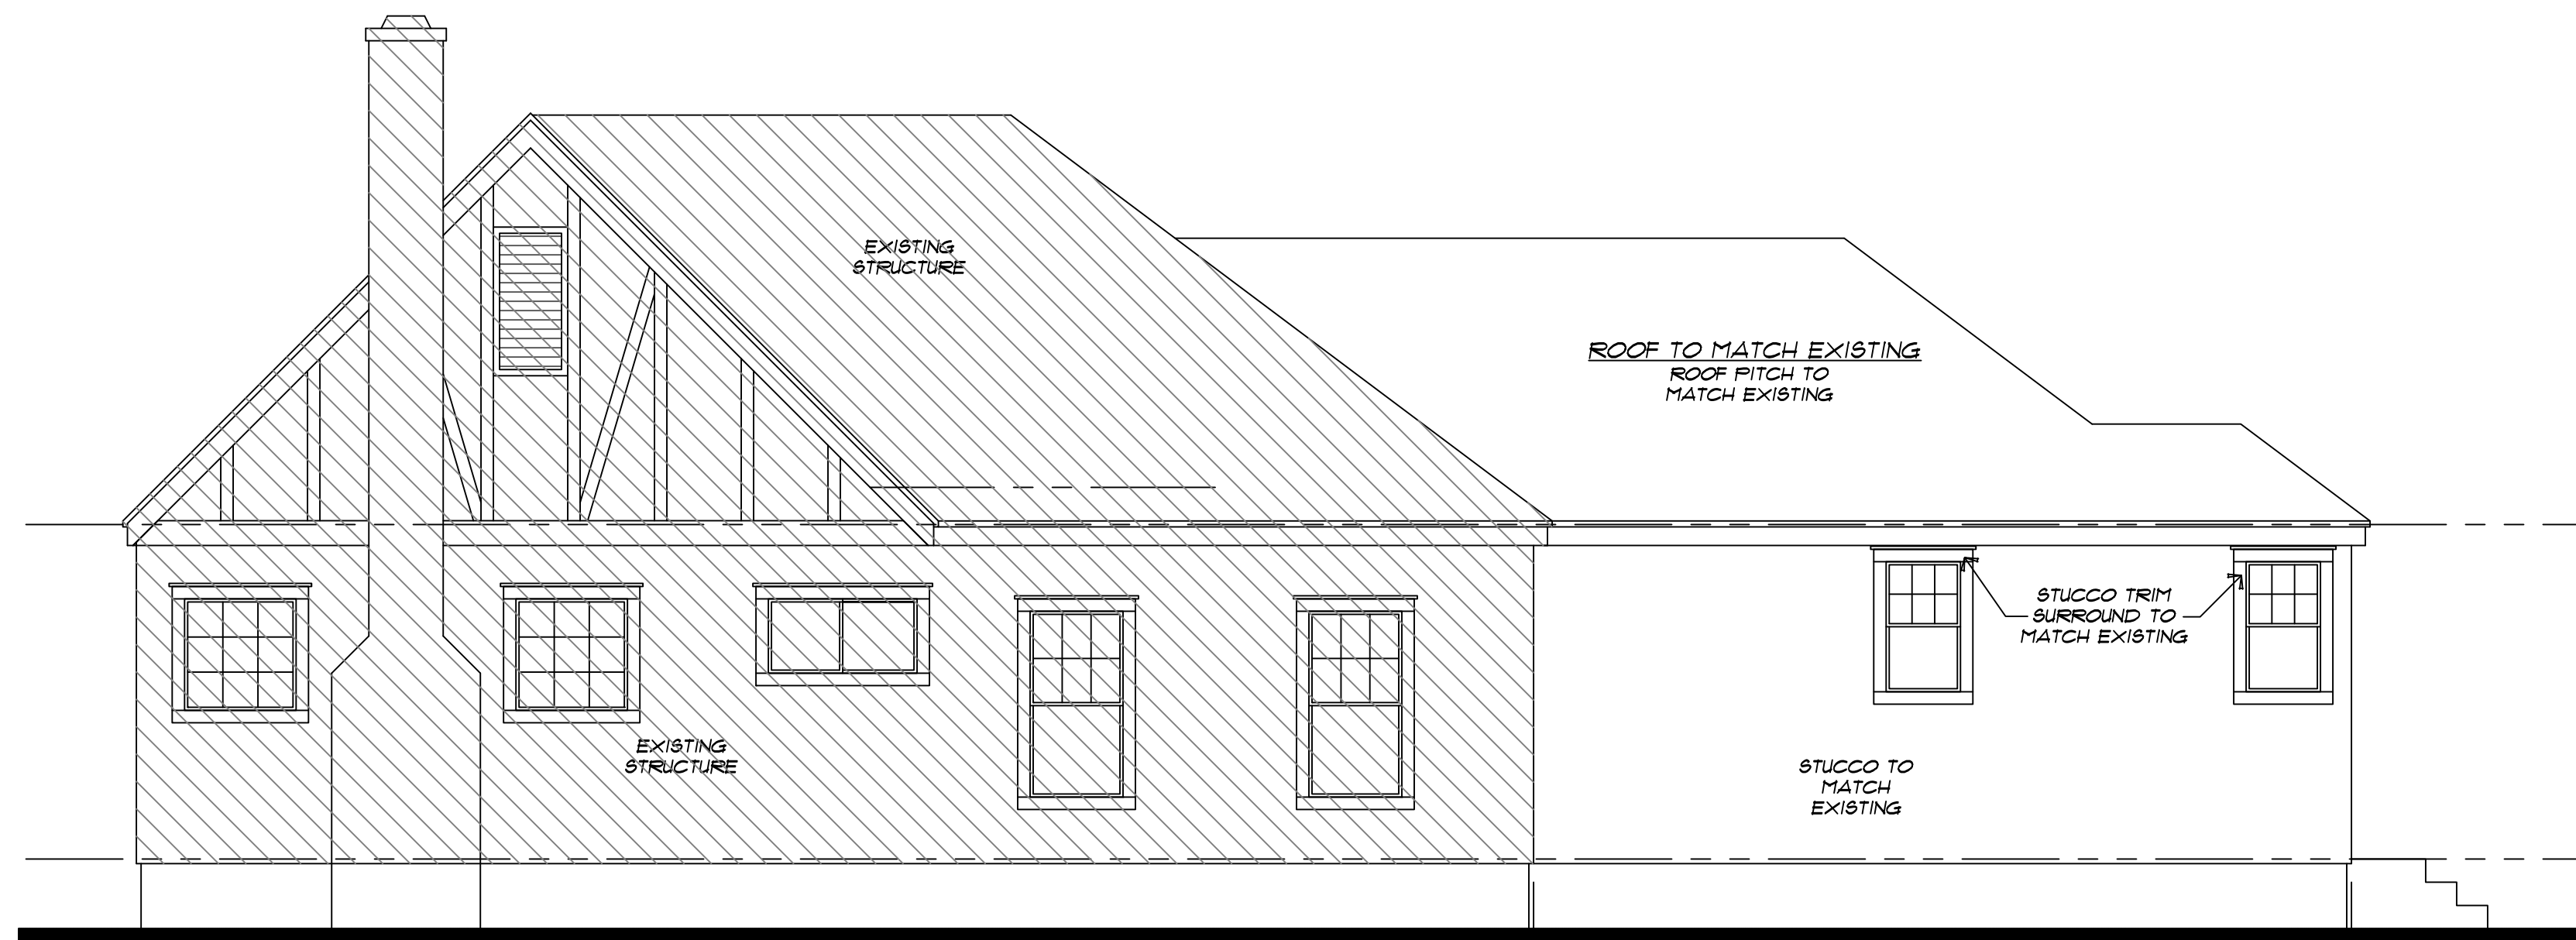 EXISTING
STRUCTURE
ROOF TO MATCH EXISTING
ROOF PITCH TO
MATCH EXISTING
STUCCO TRIM
SURROUND TO
MATCH EXISTING
EXISTING
STRUCTURE
STUCCO TO
MATCH
EXISTING